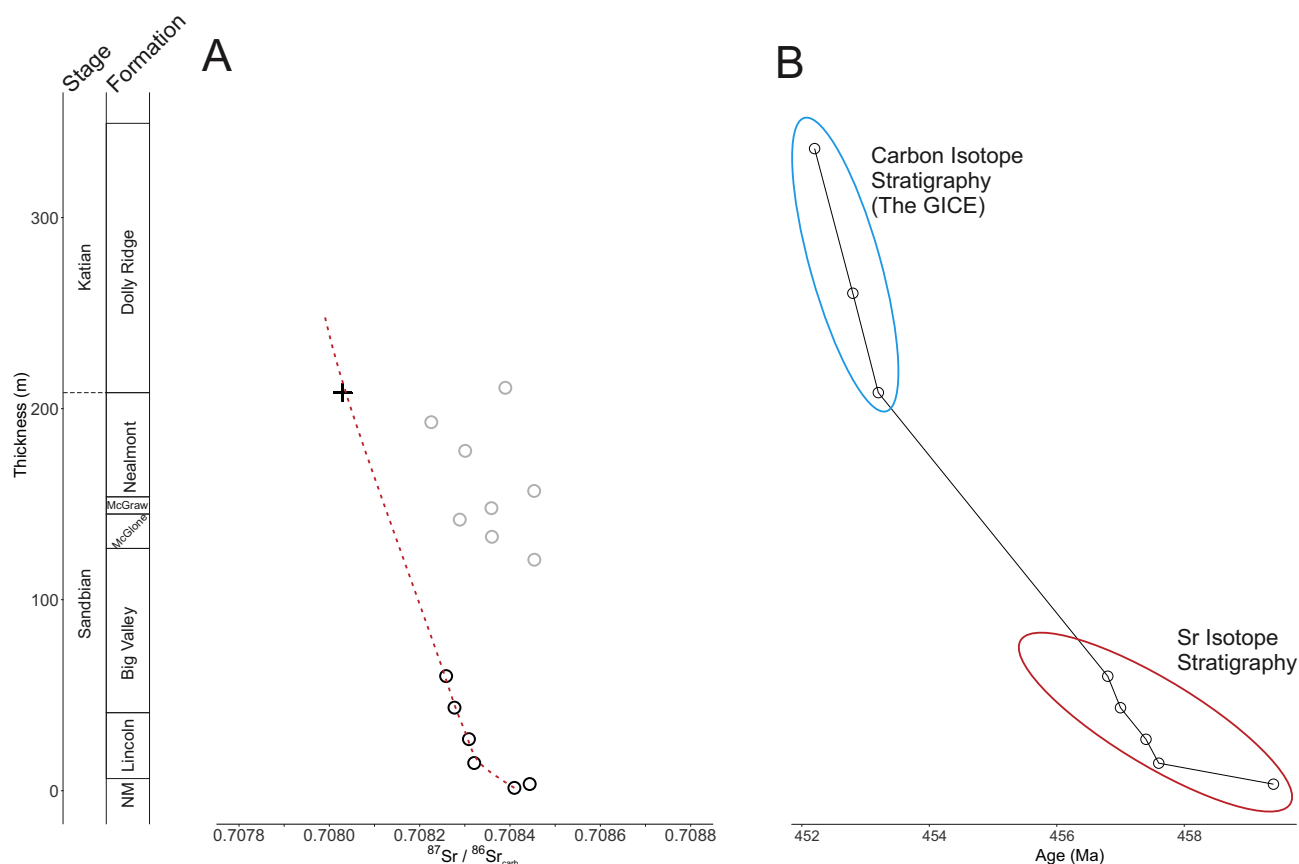 A
B
Stage
Formation
Carbon Isotope
Stratigraphy
(The GICE)
Thickness (m)
300
200
100
0
Katian
Sandbian
Dolly Ridge
Nealmont
McGraw
McGlone
Big Valley
Lincoln
NM
Sr Isotope
Stratigraphy
0.7078
0.7080
0.7082
0.7084
0.7086
0.7088
87Sr / 86Sr carb
452
454
456
458
Age (Ma)